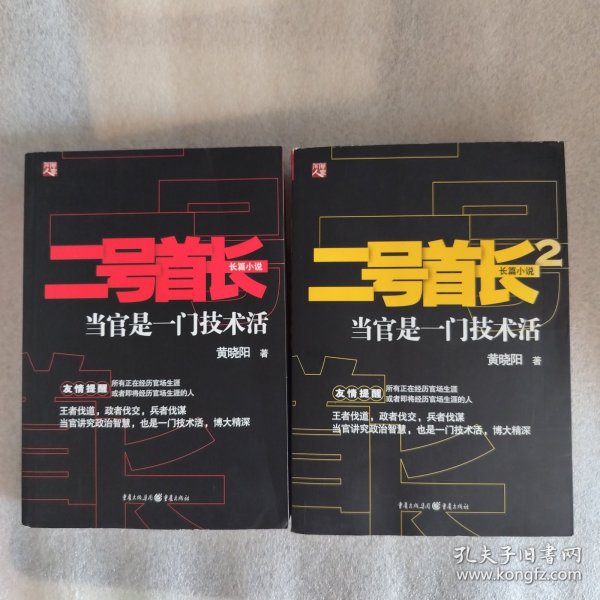 二号首长
长篇小说
当官是一门技术活
黄晓阳 著
友情提醒
所有正在经历官场生涯
或者即将经历官场生涯的人
王者伐道，政者伐交，兵者伐谋
当官讲究政治智慧，也是一门技术活，博大精深
重庆出版集团 重庆出版社
二号首长2
长篇小说
当官是一门技术活
黄晓阳 著
友情提醒
所有正在经历官场生涯
或者即将经历官场生涯的人
王者伐道，政者伐交，兵者伐谋
当官讲究政治智慧，也是一门技术活，博大精深
重庆出版集团 重庆出版社
孔夫子旧书网
www.kongfz.com